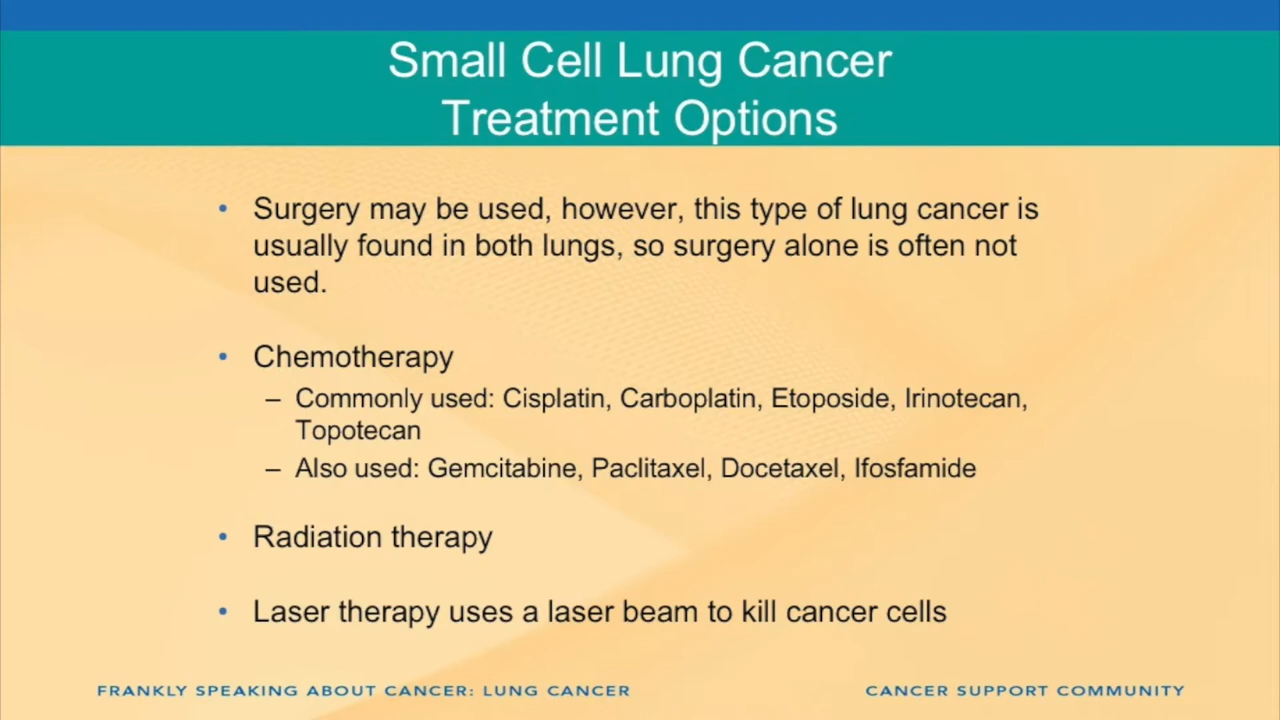 Small Cell Lung Cancer
Treatment Options
• Surgery may be used, however, this type of lung cancer is
usually found in both lungs, so surgery alone is often not
used.
• Chemotherapy
– Commonly used: Cisplatin, Carboplatin, Etoposide, Irinotecan,
Topotecan
– Also used: Gemcitabine, Paclitaxel, Docetaxel, Ifosfamide
• Radiation therapy
• Laser therapy uses a laser beam to kill cancer cells
FRANKLY SPEAKING ABOUT CANCER: LUNG CANCER
CANCER SUPPORT COMMUNITY